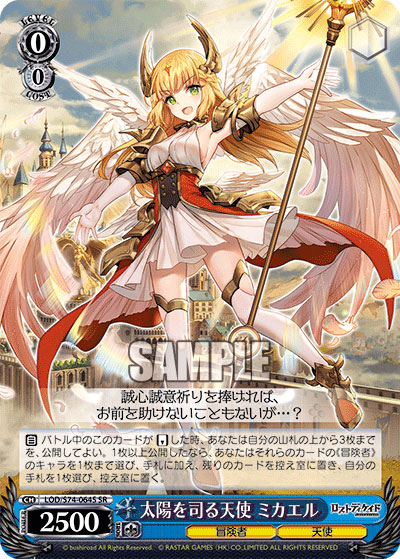 LEVEL
0
0
COST
SAMPLE
誠心誠意祈りを捧げれば、
お前を助けないこともないが…?
バトル中のこのカードが した時、あなたは自分の山札の上から3枚まで
を、公開してよい。1枚以上公開したなら、あなたはそれらのカードの《冒険者》
のキャラを1枚まで選び、手札に加え、残りのカードを控え室に置き、自分の
手札を1枚選び、控え室に置く。
CH LOD/S74-064S SR
2500
太陽を司る天使 ミカエル
ロストディケイド
冒険者 天使
© bushiroad All Rights Reserved. © RASTAR GAMES (HK) CO., LIMITED ALL RIGHTS RESERVED.